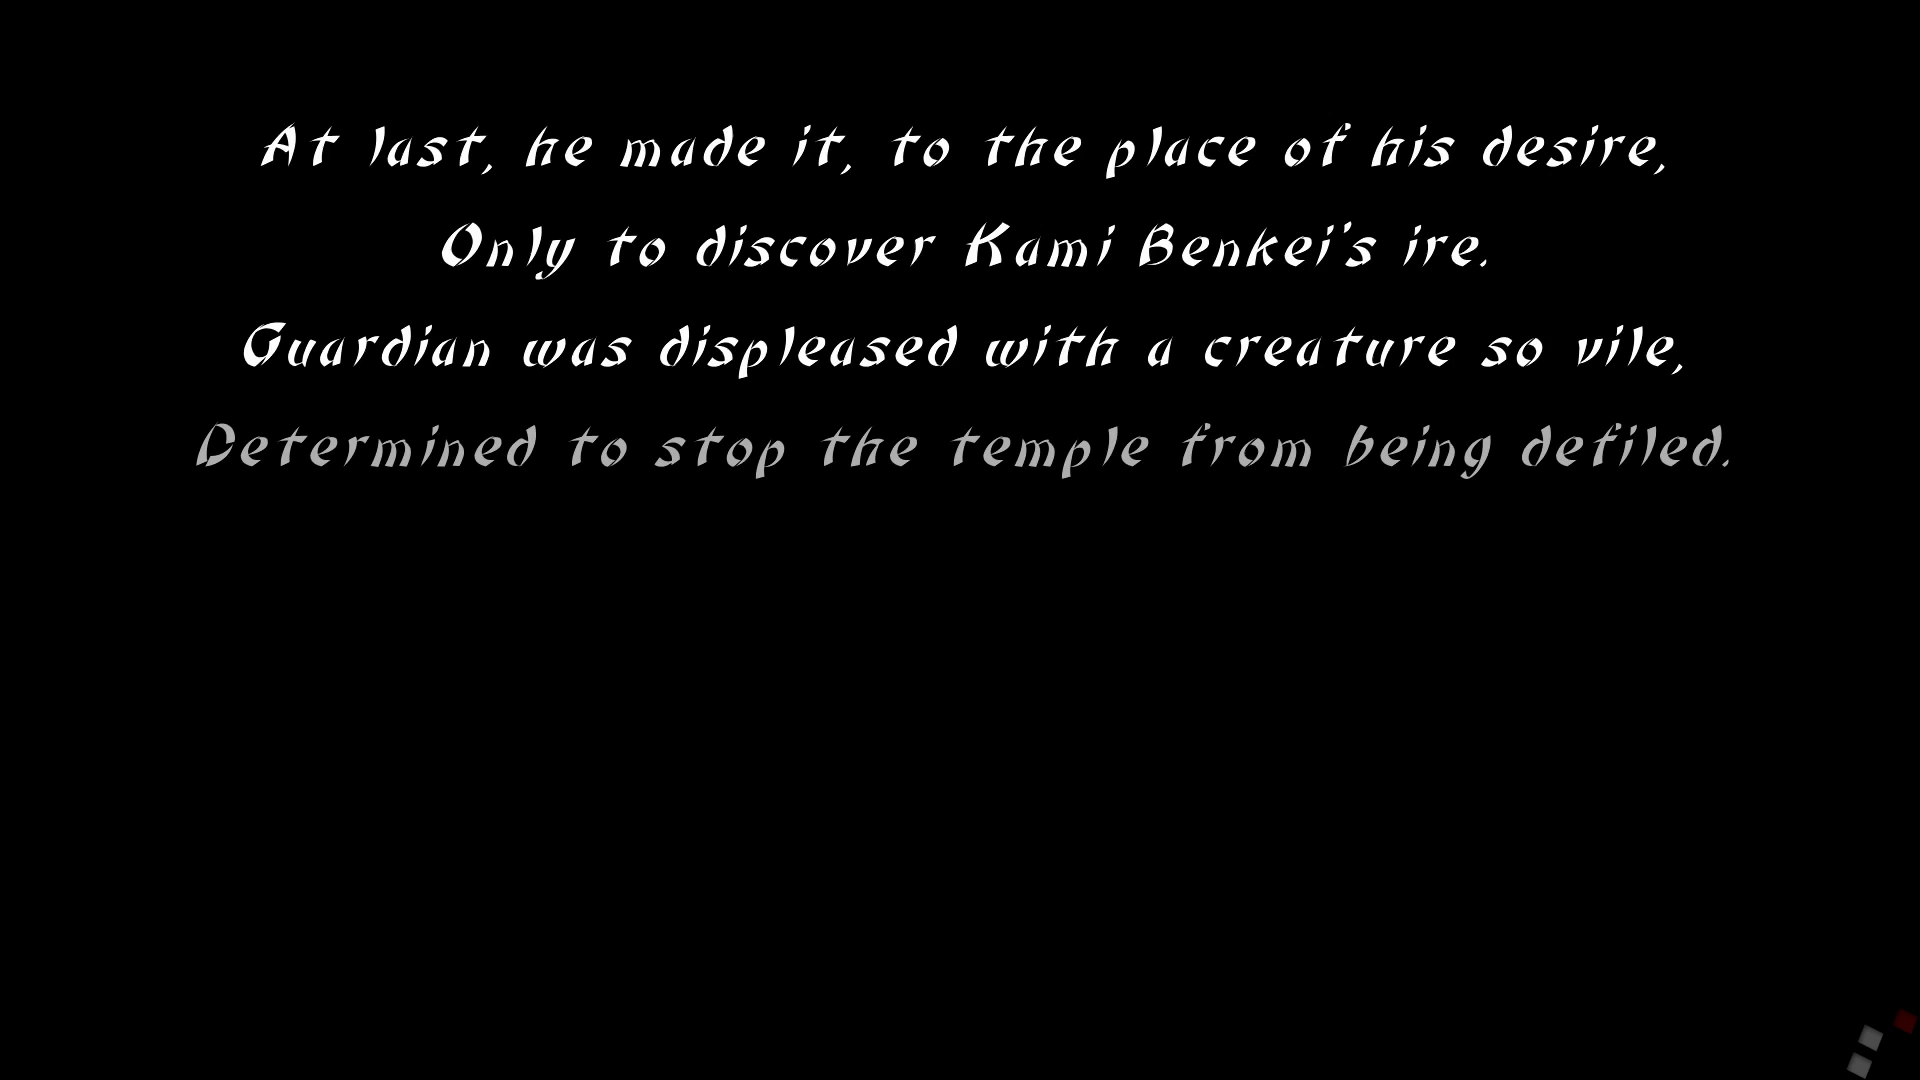 At last, he made it, to the place of his desire,
Only to discover Kami Benkei's ire.
Guardian was displeased with a creature so vile,
Determined to stop the temple from being defiled.